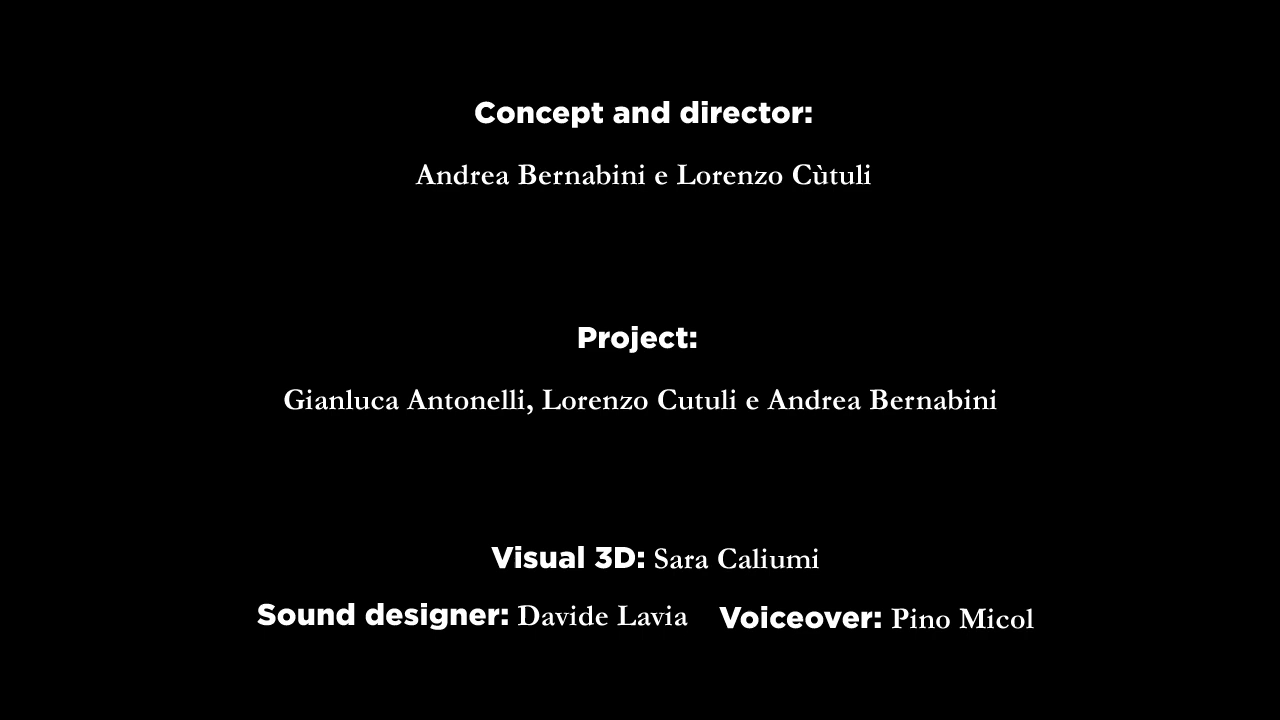 Concept and director:
Andrea Bernabini e Lorenzo Cùtuli
Project:
Gianluca Antonelli, Lorenzo Cutuli e Andrea Bernabini
Visual 3D: Sara Caliumi
Sound designer: Davide Lavia Voiceover: Pino Micol